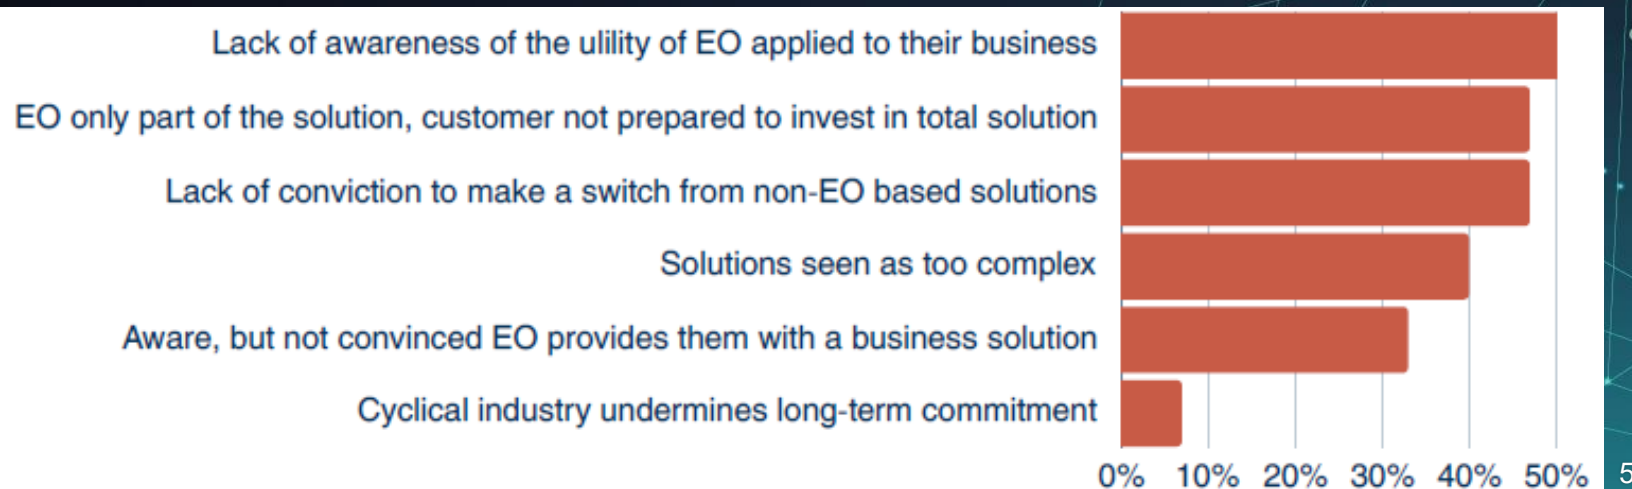 Lack of awareness of the ulility of EO applied to their business
EO only part of the solution, customer not prepared to invest in total solution
Lack of conviction to make a switch from non-EO based solutions
Solutions seen as too complex
Aware, but not convinced EO provides them with a business solution
Cyclical industry undermines long-term commitment
0% 10% 20% 30% 40% 50%
5